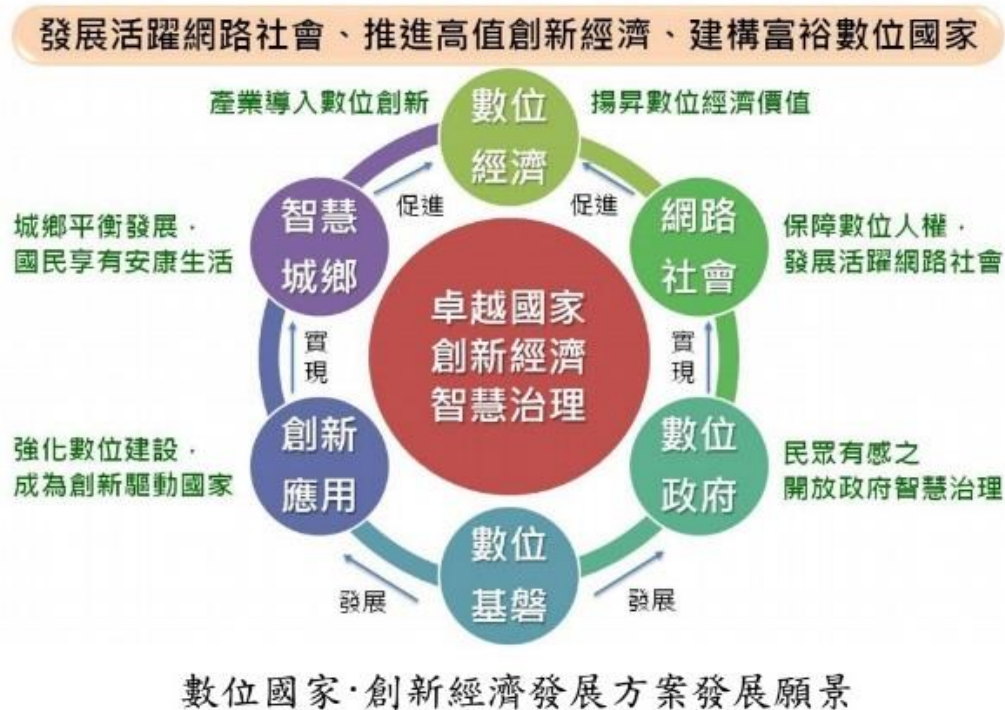 發展活躍網路社會、推進高值創新經濟、建構富裕數位國家
產業導入數位創新
數位
經濟
揚昇數位經濟價值
促進
促進
智慧
城鄉
城鄉平衡發展，
國民享有安康生活
網路
社會
保障數位人權，
發展活躍網路社會
卓越國家
創新經濟
智慧治理
實現
實現
創新
應用
強化數位建設，
成為創新驅動國家
數位
政府
民眾有感之
開放政府智慧治理
數位
基磐
發展
發展
數位國家·創新經濟發展方案發展願景